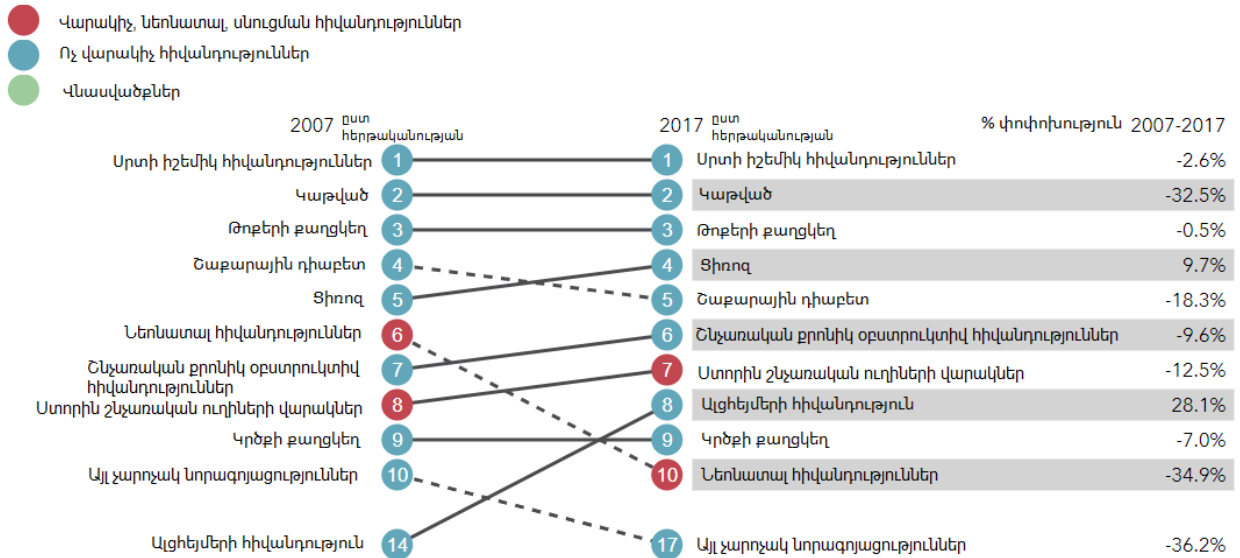 Վարակիչ, նեոնատալ, սնուցման հիվանդություններ
Ոչ վարակիչ հիվանդություններ
Վնասվածքներ
2007 ըստ հերթականության 2017 ըստ հերթականության % փոփոխություն 2007-2017
Սրտի իշեմիկ հիվանդություններ 1 1 Սրտի իշեմիկ հիվանդություններ -2.6%
Կաթված 2 2 Կաթված -32.5%
Թոքերի քաղցկեղ 3 3 Թոքերի քաղցկեղ -0.5%
Շաքարային դիաբետ 4 4 Ցիռոզ 9.7%
Ցիռոզ 5 5 Շաքարային դիաբետ -18.3%
Նեոնատալ հիվանդություններ 6 6 Շնչառական քրոնիկ օբստրուկտիվ հիվանդություններ -9.6%
Շնչառական քրոնիկ օբստրուկտիվ
հիվանդություններ 7 7 Ստորին շնչառական ուղիների վարակներ -12.5%
Ստորին շնչառական ուղիների վարակներ 8 8 Ալցհեյմերի հիվանդություն 28.1%
Կրծքի քաղցկեղ 9 9 Կրծքի քաղցկեղ -7.0%
Այլ չարոչակ նորագոյացություններ 10 10 Նեոնատալ հիվանդություններ -34.9%
Ալցհեյմերի հիվանդություն 14 17 Այլ չարոչակ նորագոյացություններ -36.2%